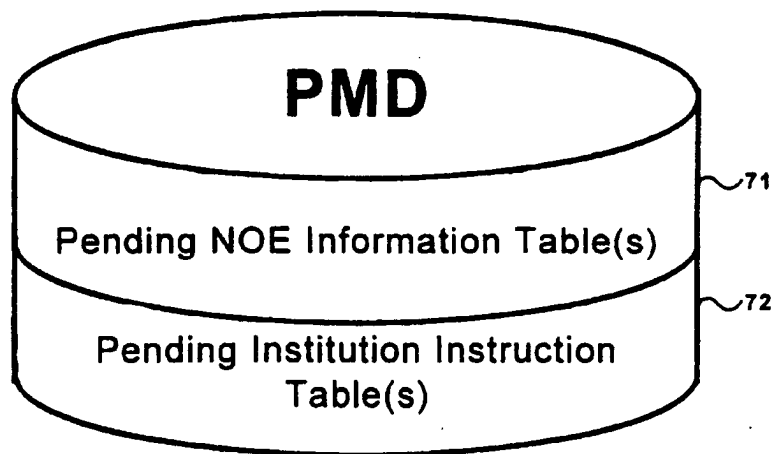 PMD
71
Pending NOE Information Table(s)
72
Pending Institution Instruction
Table(s)